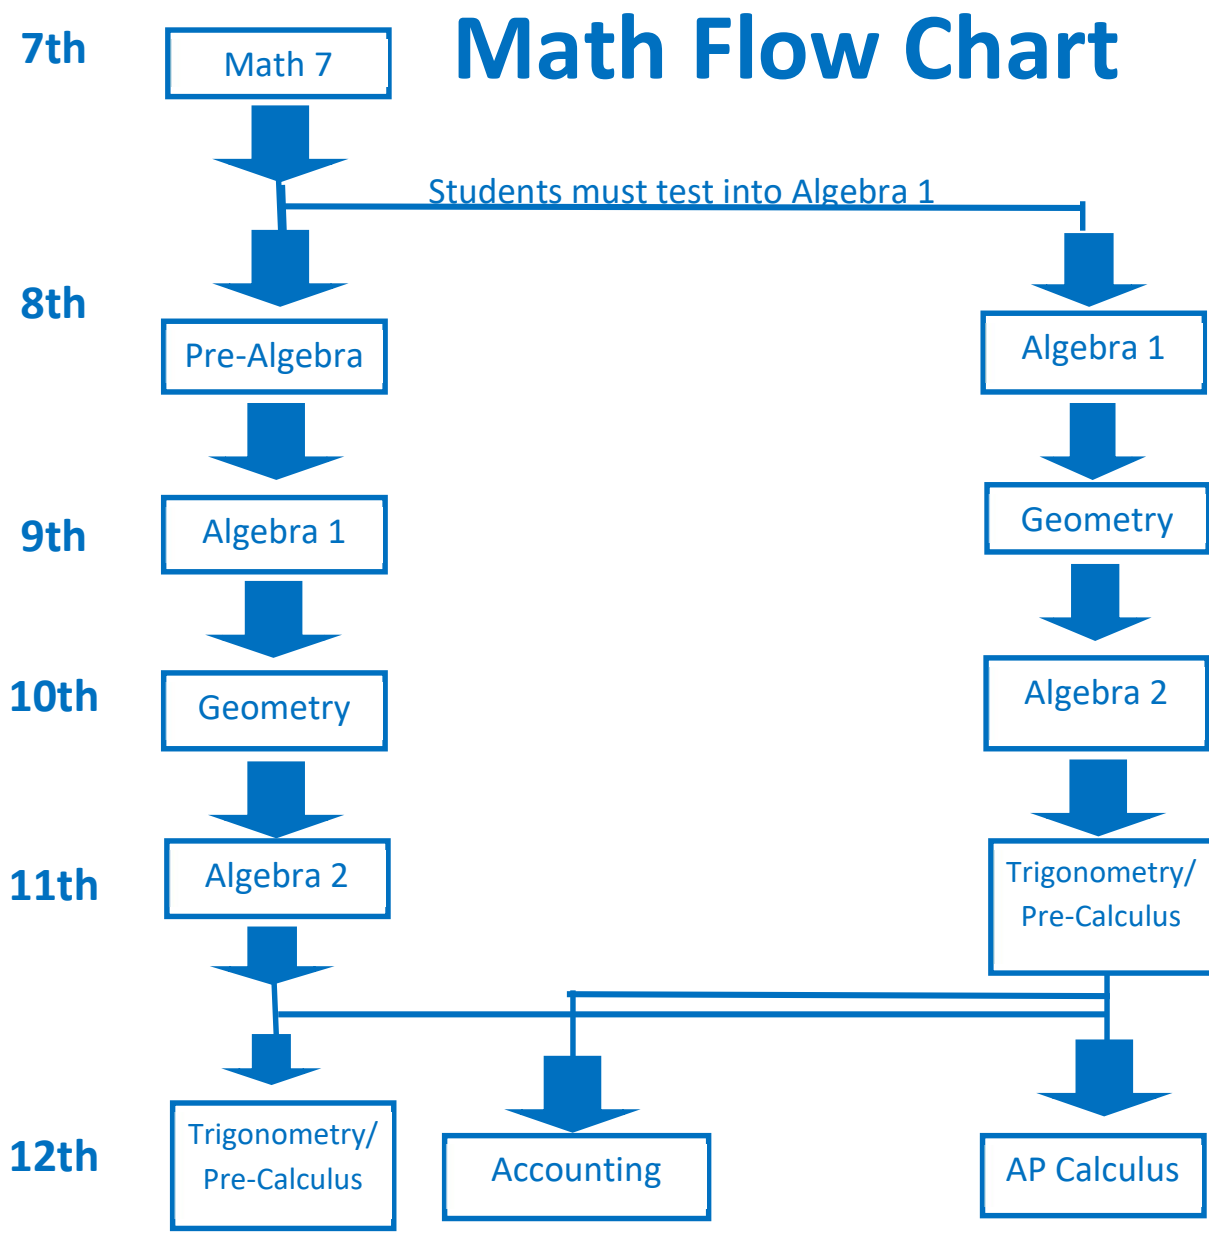 7th
Math 7
Math Flow Chart
Students must test into Algebra 1
8th
Pre-Algebra
Algebra 1
9th
Algebra 1
Geometry
10th
Geometry
Algebra 2
11th
Algebra 2
Trigonometry/
Pre-Calculus
12th
Trigonometry/
Pre-Calculus
Accounting
AP Calculus